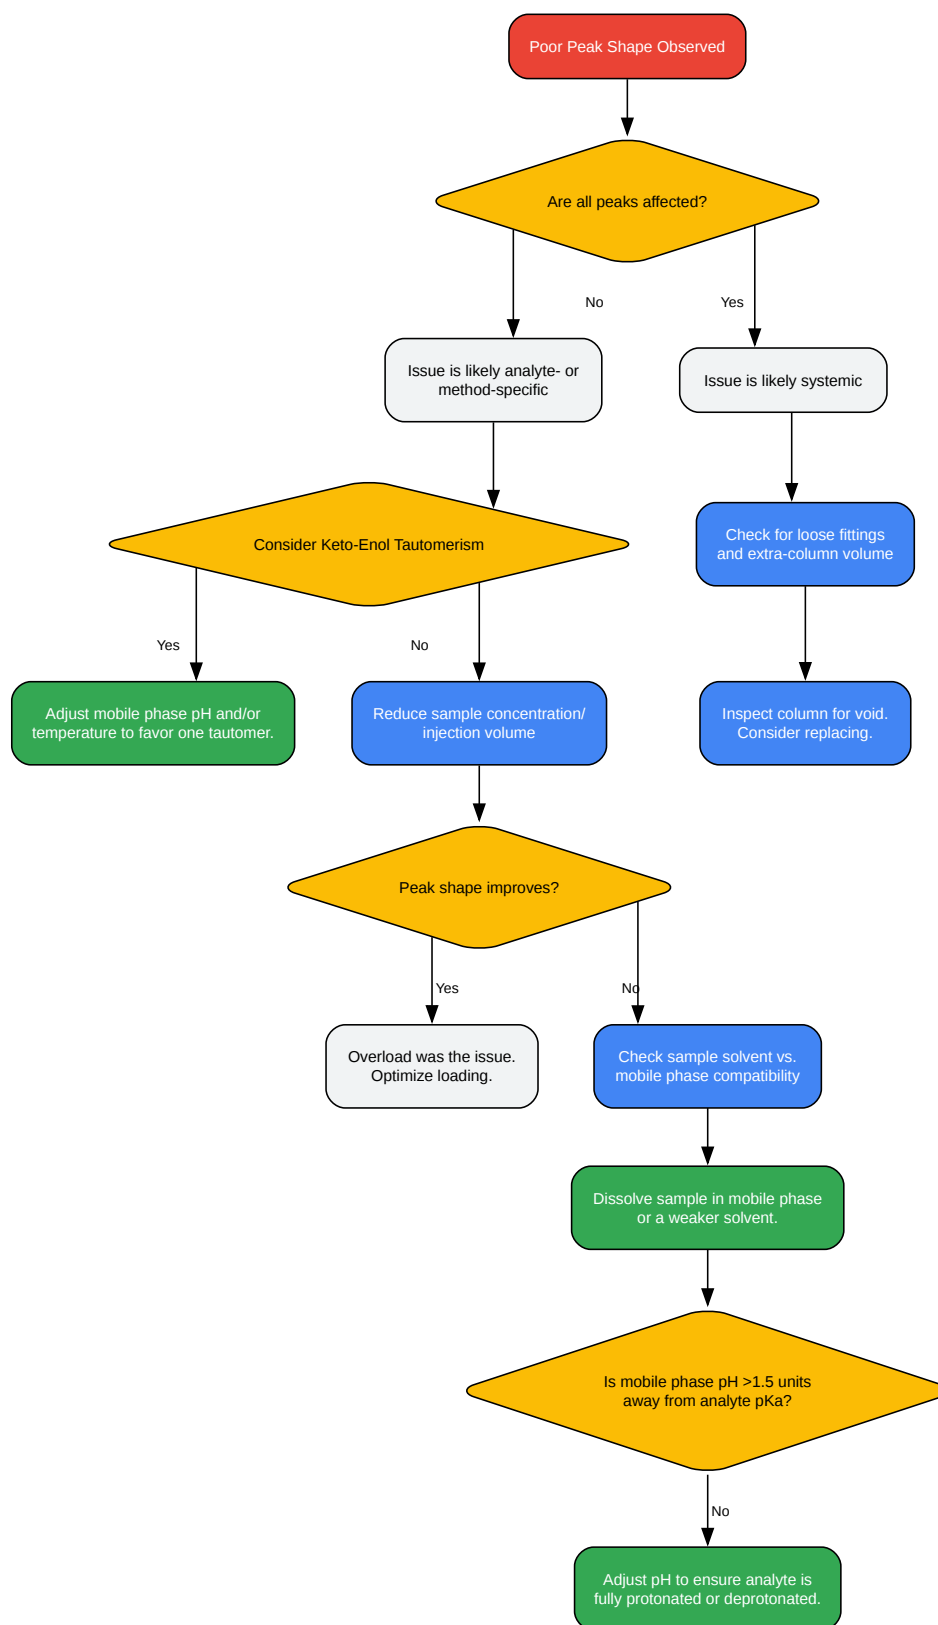 Poor Peak Shape Observed
Are all peaks affected?
No
Yes
Issue is likely analyte- or
method-specific
Issue is likely systemic
Consider Keto-Enol Tautomerism
Check for loose fittings
and extra-column volume
Yes
No
Adjust mobile phase pH and/or
temperature to favor one tautomer.
Reduce sample concentration/
injection volume
Inspect column for void.
Consider replacing.
Peak shape improves?
Yes
No
Overload was the issue.
Optimize loading.
Check sample solvent vs.
mobile phase compatibility
Dissolve sample in mobile phase
or a weaker solvent.
Is mobile phase pH >1.5 units
away from analyte pKa?
No
Adjust pH to ensure analyte is
fully protonated or deprotonated.